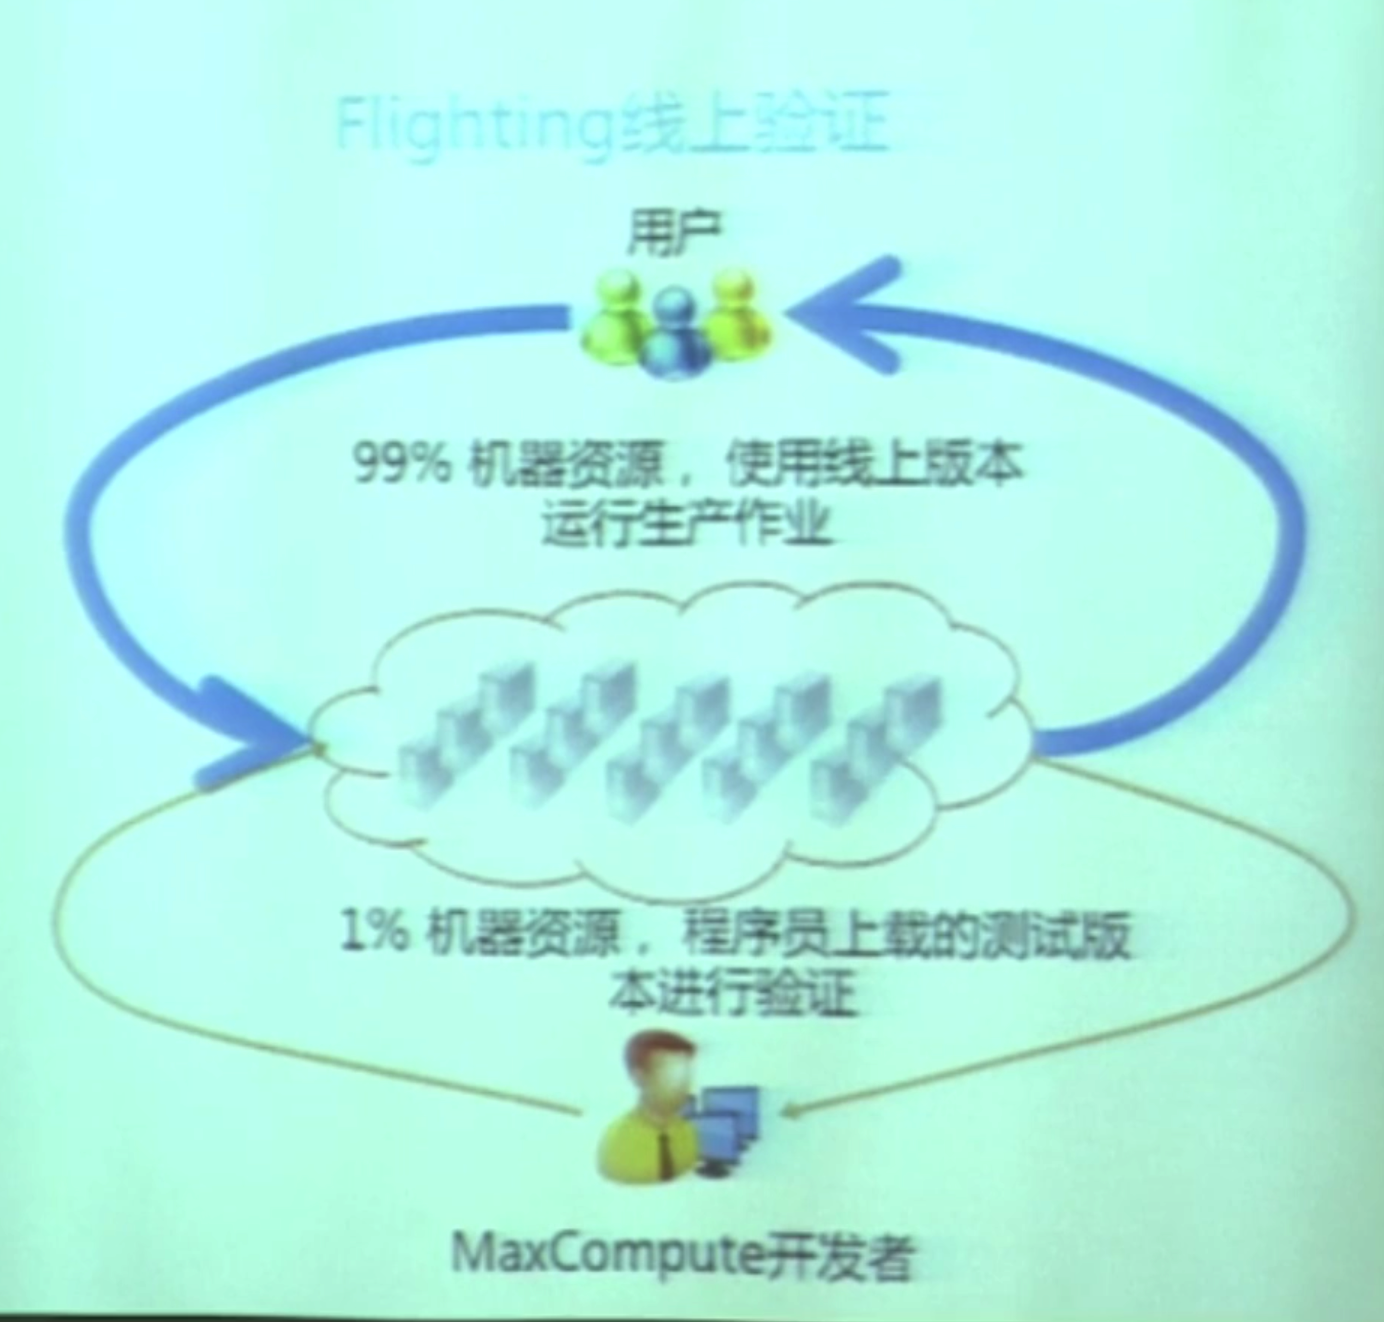 Flighting线上验证
用户
99% 机器资源，使用线上版本
运行生产作业
1% 机器资源，程序员上载的测试版
本进行验证
MaxCompute开发者